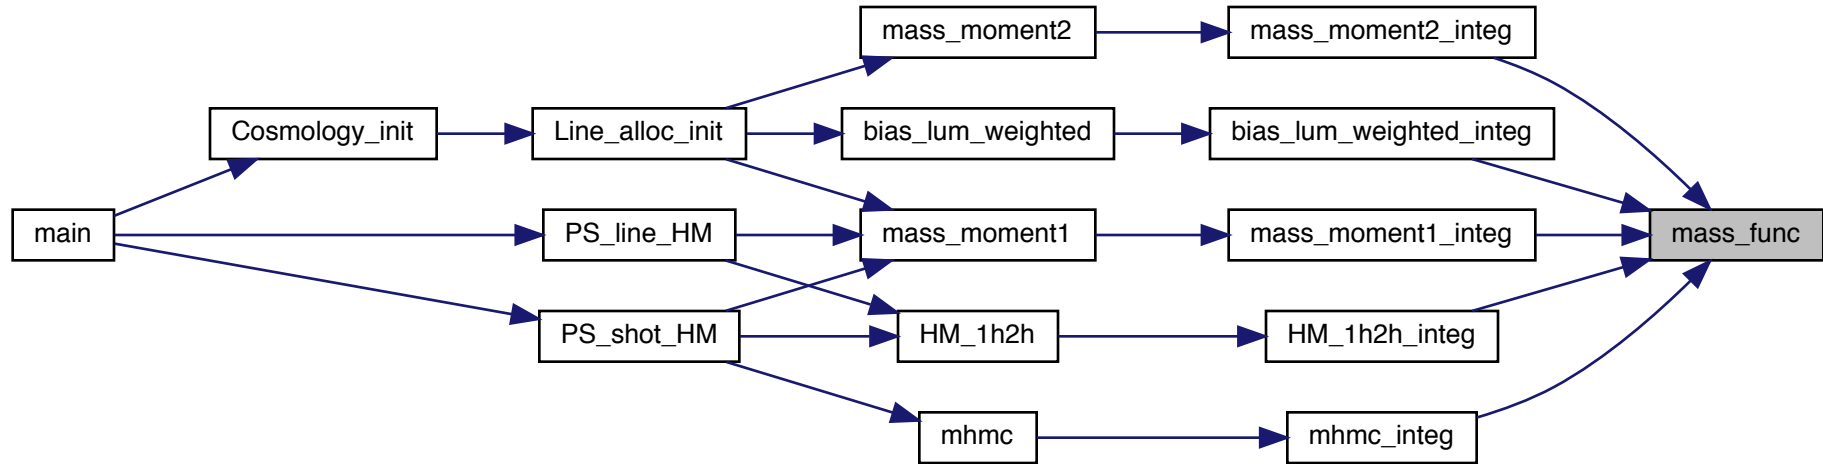 mass_moment2
mass_moment2_integ
Cosmology_init
Line_alloc_init
bias_lum_weighted
bias_lum_weighted_integ
main
PS_line_HM
mass_moment1
mass_moment1_integ
mass_func
PS_shot_HM
HM_1h2h
HM_1h2h_integ
mhmc
mhmc_integ